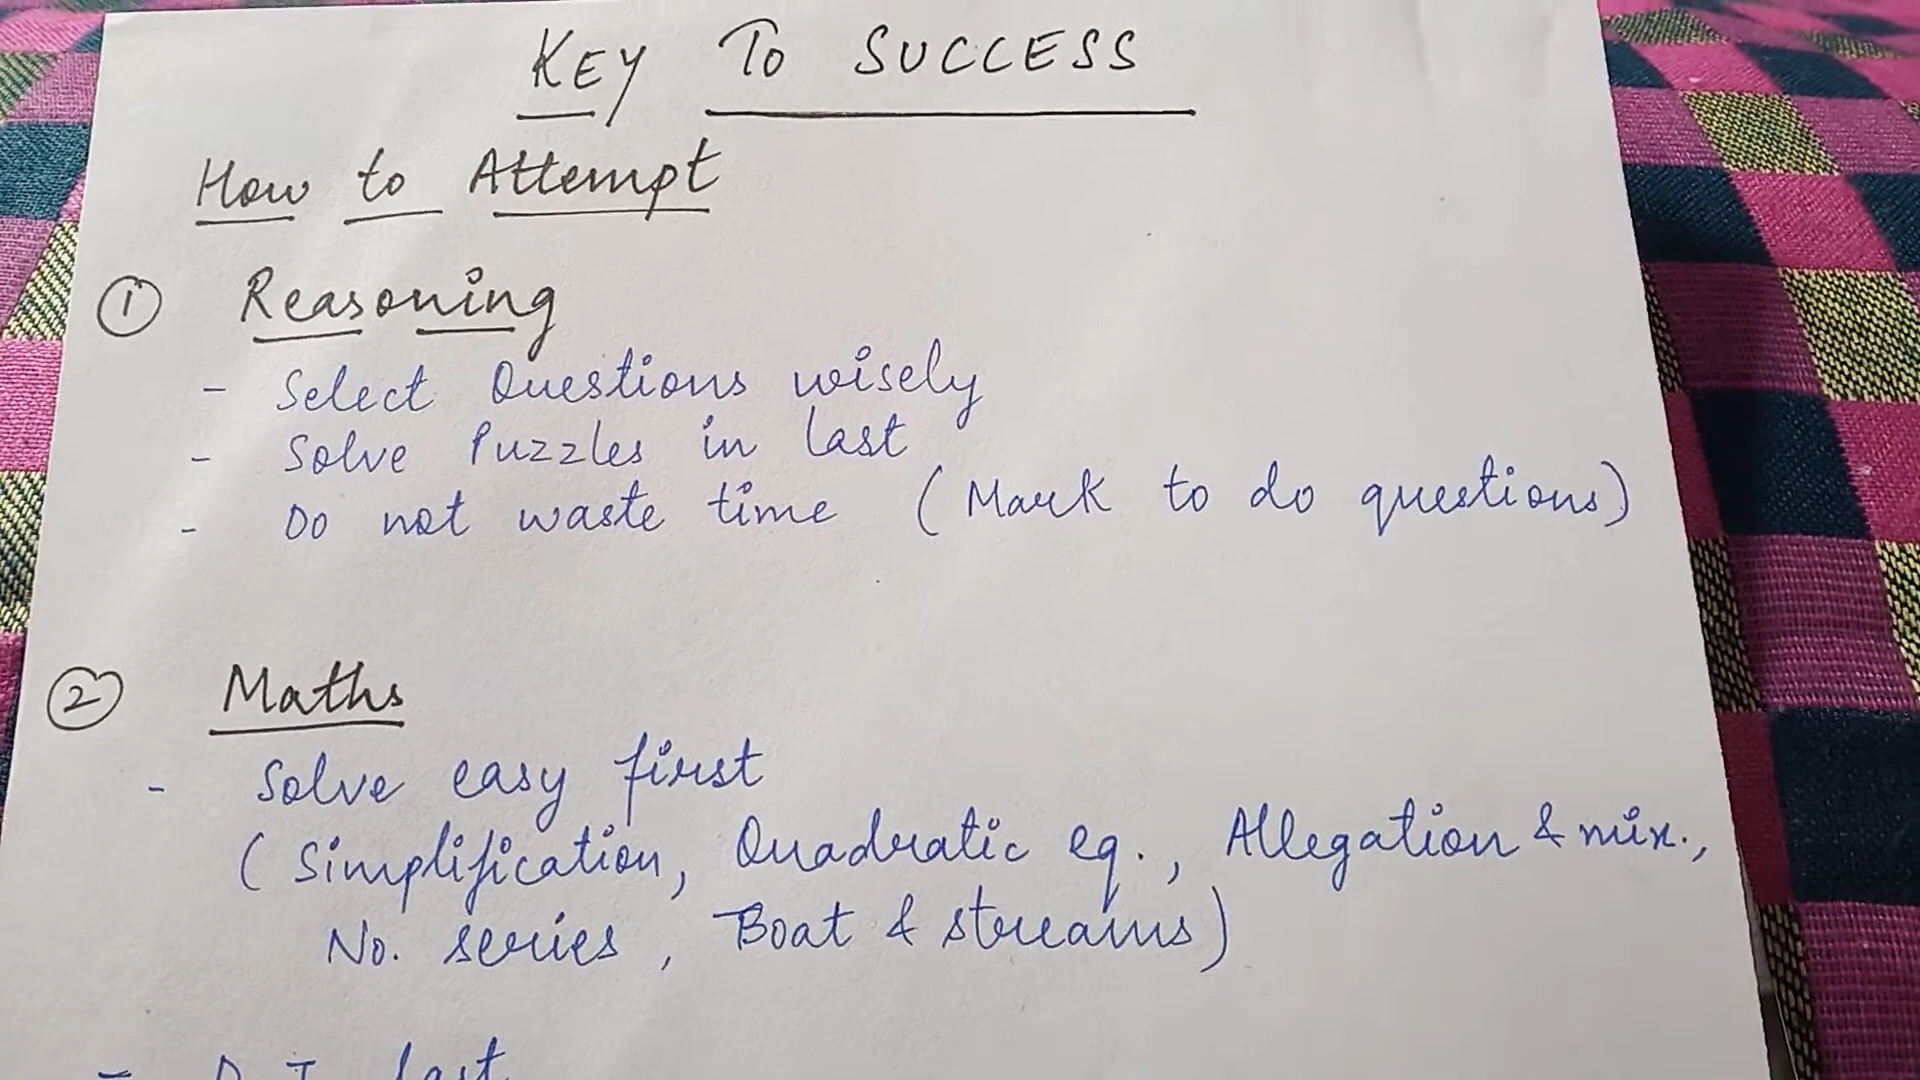 KEY To SUCCESS
How to Attempt
① Reasoning
- Select Questions wisely
- Solve Puzzles in last
- Do not waste time (Mark to do questions)
② Maths
- Solve easy first
(Simplification, Quadratic eq., Allegation & mix.,
No. series, Boat & streams)
- D.I last